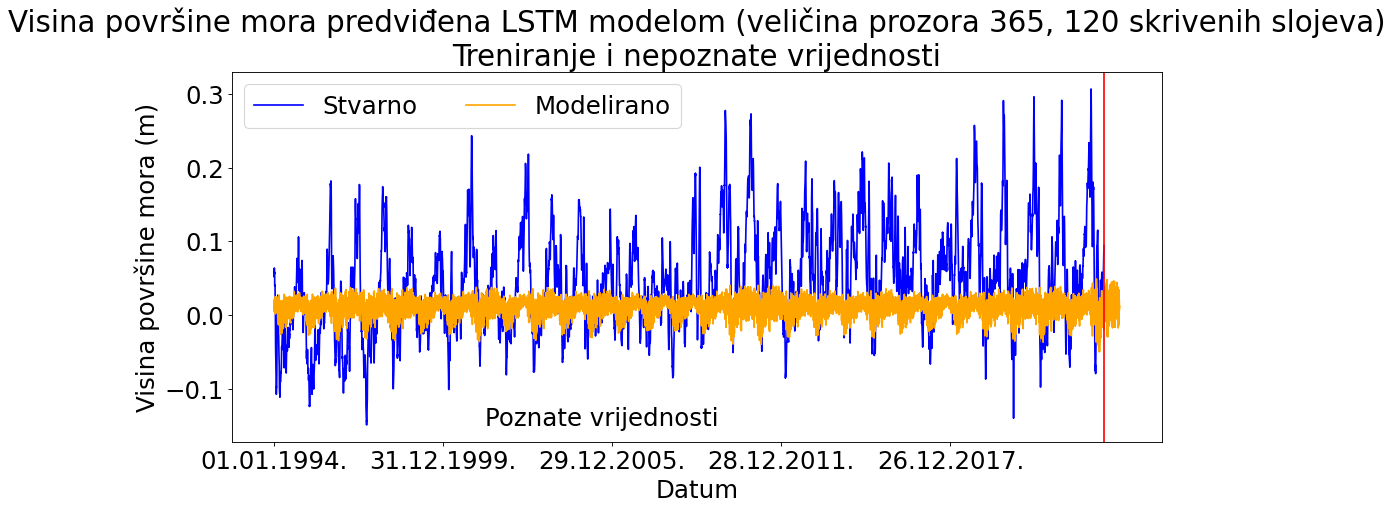 Visina površine mora predviđena LSTM modelom (veličina prozora 365, 120 skrivenih slojeva)
Treniranje i nepoznate vrijednosti
Stvarno
Modelirano
Visina površine mora (m)
0.3
0.2
0.1
0.0
−0.1
Poznate vrijednosti
01.01.1994.
31.12.1999.
29.12.2005.
28.12.2011.
26.12.2017.
Datum